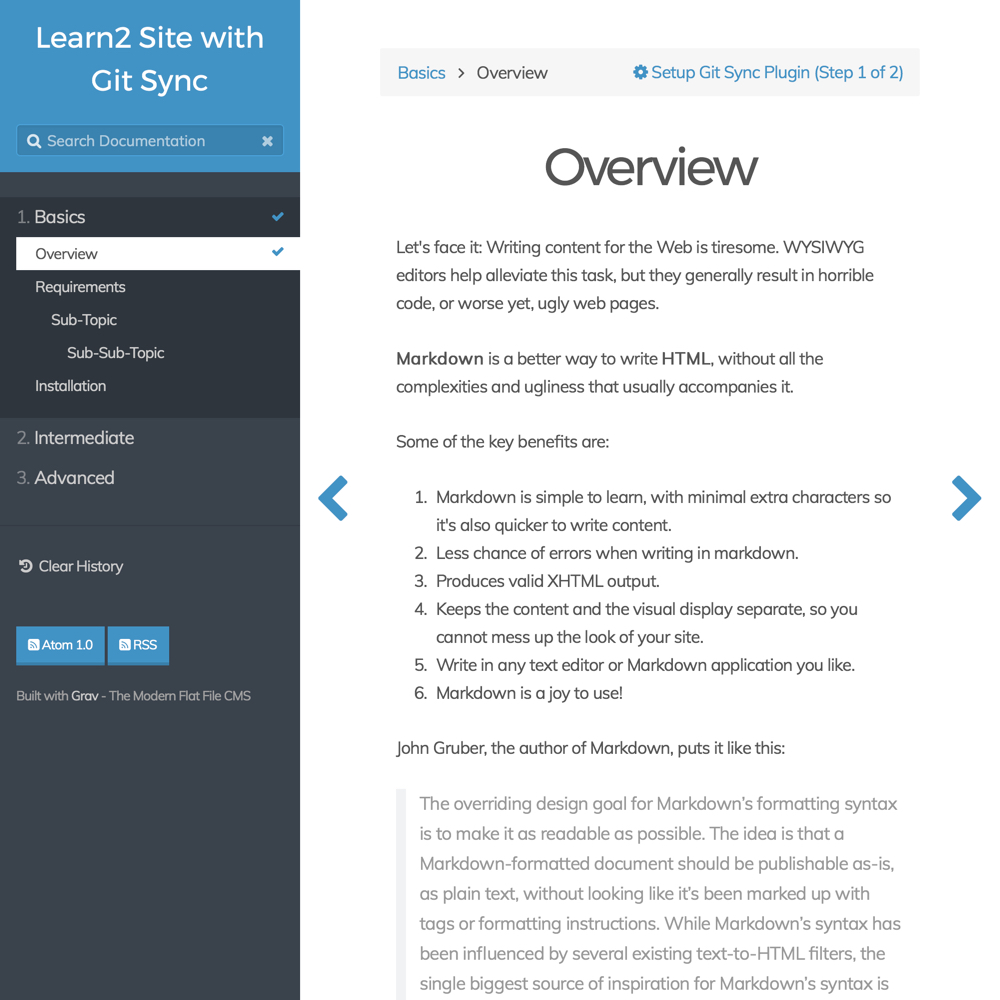 Learn2 Site with
Git Sync
Search Documentation
1. Basics
Overview
Requirements
Sub-Topic
Sub-Sub-Topic
Installation
2. Intermediate
3. Advanced
Clear History
Atom 1.0
RSS
Built with Grav - The Modern Flat File CMS
Basics > Overview
Setup Git Sync Plugin (Step 1 of 2)
Overview
Let's face it: Writing content for the Web is tiresome. WYSIWYG
editors help alleviate this task, but they generally result in horrible
code, or worse yet, ugly web pages.
Markdown is a better way to write HTML, without all the
complexities and ugliness that usually accompanies it.
Some of the key benefits are:
1. Markdown is simple to learn, with minimal extra characters so
it's also quicker to write content.
2. Less chance of errors when writing in markdown.
3. Produces valid XHTML output.
4. Keeps the content and the visual display separate, so you
cannot mess up the look of your site.
5. Write in any text editor or Markdown application you like.
6. Markdown is a joy to use!
John Gruber, the author of Markdown, puts it like this:
The overriding design goal for Markdown’s formatting syntax
is to make it as readable as possible. The idea is that a
Markdown-formatted document should be publishable as-is,
as plain text, without looking like it’s been marked up with
tags or formatting instructions. While Markdown’s syntax has
been influenced by several existing text-to-HTML filters, the
single biggest source of inspiration for Markdown’s syntax is